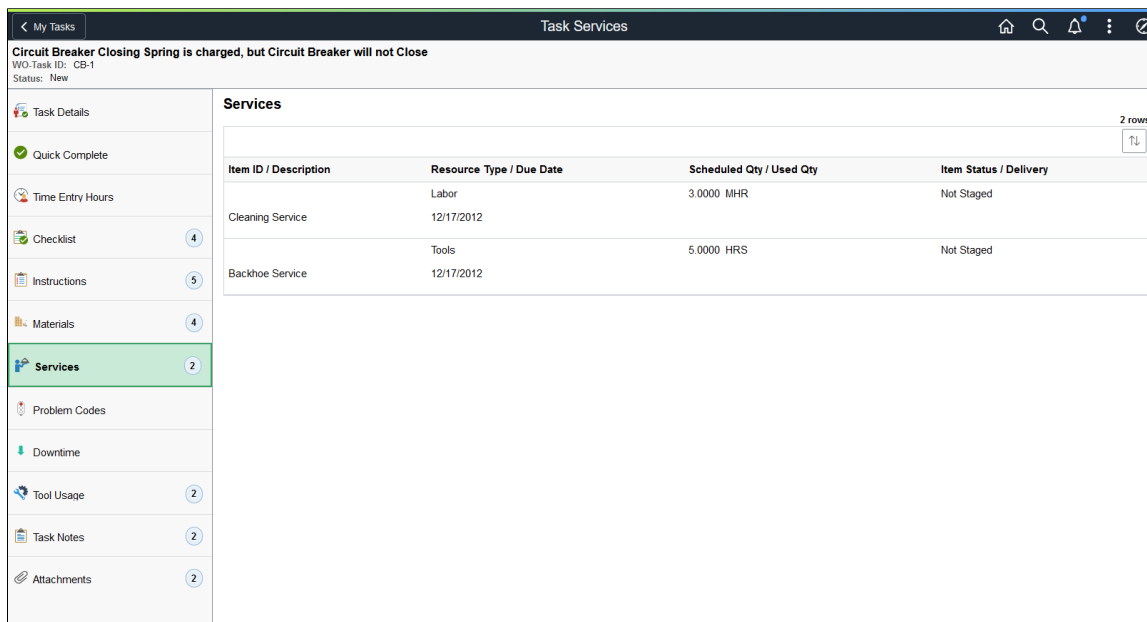 My Tasks
Task Services
Circuit Breaker Closing Spring is charged, but Circuit Breaker will not Close
WO-Task ID: CB-1
Status: New
Task Details
Quick Complete
Time Entry Hours
Checklist 4
Instructions 5
Materials 4
Services 2
Problem Codes
Downtime
Tool Usage 2
Task Notes 2
Attachments 2
Services
2 rows
Item ID / Description Resource Type / Due Date Scheduled Qty / Used Qty Item Status / Delivery
Labor 3.0000 MHR Not Staged
Cleaning Service 12/17/2012
Tools 5.0000 HRS Not Staged
Backhoe Service 12/17/2012